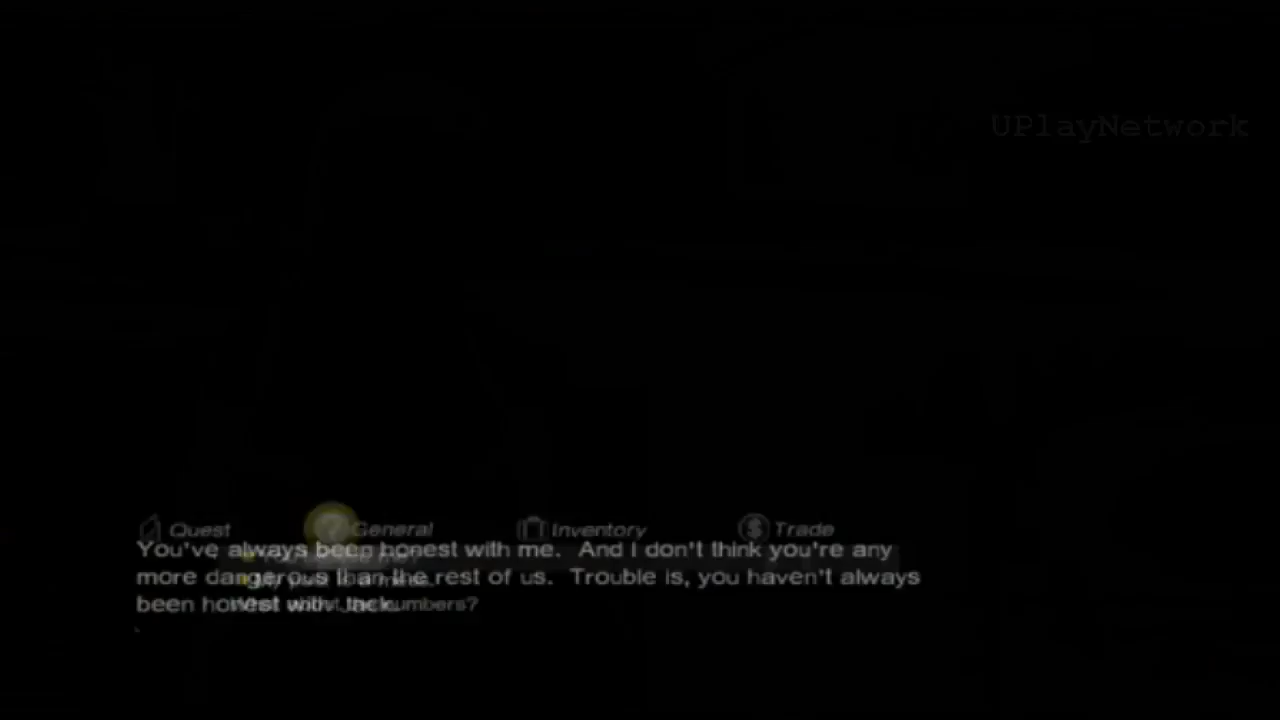 UPlayNetwork
Quest General Inventory Trade
You've always been honest with me. And I don't think you're any
more dangerous than the rest of us. Trouble is, you haven't always
been honest with Jack.
numbers?